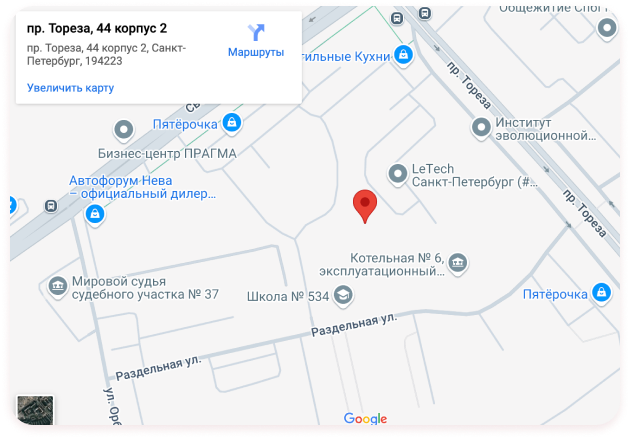 пр. Тореза, 44 корпус 2
пр. Тореза, 44 корпус 2, Санкт-
Петербург, 194223
Маршруты
Увеличить карту
Общежитие Спо
ильные Кухни
пр. Тореза
Пятёрочка
Институт
эволюционной...
Бизнес-центр ПРАГМА
LeTech
Санкт-Петербург (#...
Автофорум Нева
– официальный дилер...
пр. Тореза
Котельная № 6,
эксплуатационный...
Мировой судья
судебного участка № 37
Школа № 534
Пятёрочка
Раздельная ул.
Раздельная ул.
ул. Орб
Google